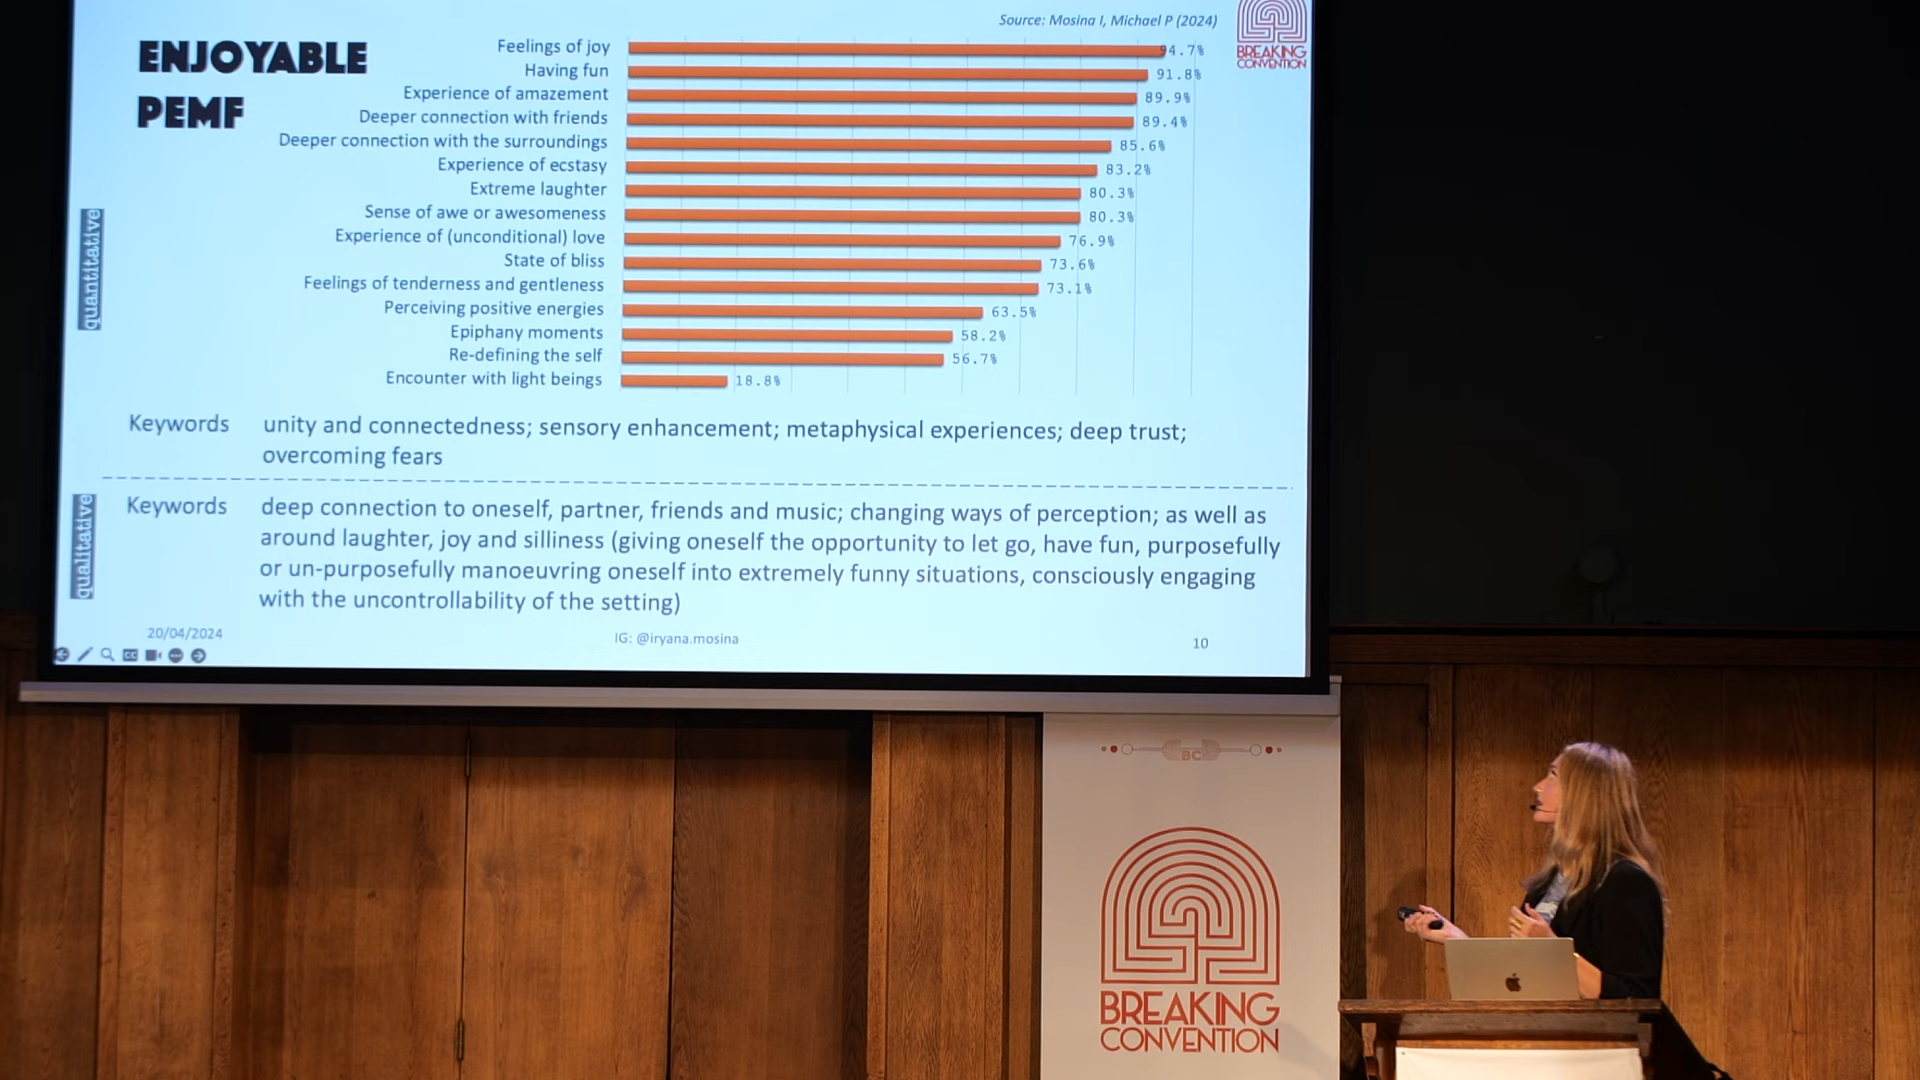 Source: Mosina I, Michael P (2024)
BREAKING
CONVENTION
ENJOYABLE
PEMF
quantitative
Feelings of joy 94.7%
Having fun 91.8%
Experience of amazement 89.9%
Deeper connection with friends 89.4%
Deeper connection with the surroundings 85.6%
Experience of ecstasy 83.2%
Extreme laughter 80.3%
Sense of awe or awesomeness 80.3%
Experience of (unconditional) love 76.9%
State of bliss 73.6%
Feelings of tenderness and gentleness 73.1%
Perceiving positive energies 63.5%
Epiphany moments 58.2%
Re-defining the self 56.7%
Encounter with light beings 18.8%
Keywords unity and connectedness; sensory enhancement; metaphysical experiences; deep trust;
overcoming fears
qualitative
Keywords deep connection to oneself, partner, friends and music; changing ways of perception; as well as
around laughter, joy and silliness (giving oneself the opportunity to let go, have fun, purposefully
or un-purposefully manoeuvring oneself into extremely funny situations, consciously engaging
with the uncontrollability of the setting)
20/04/2024 IG: @iryana.mosina 10
CC
BC
BREAKING
CONVENTION